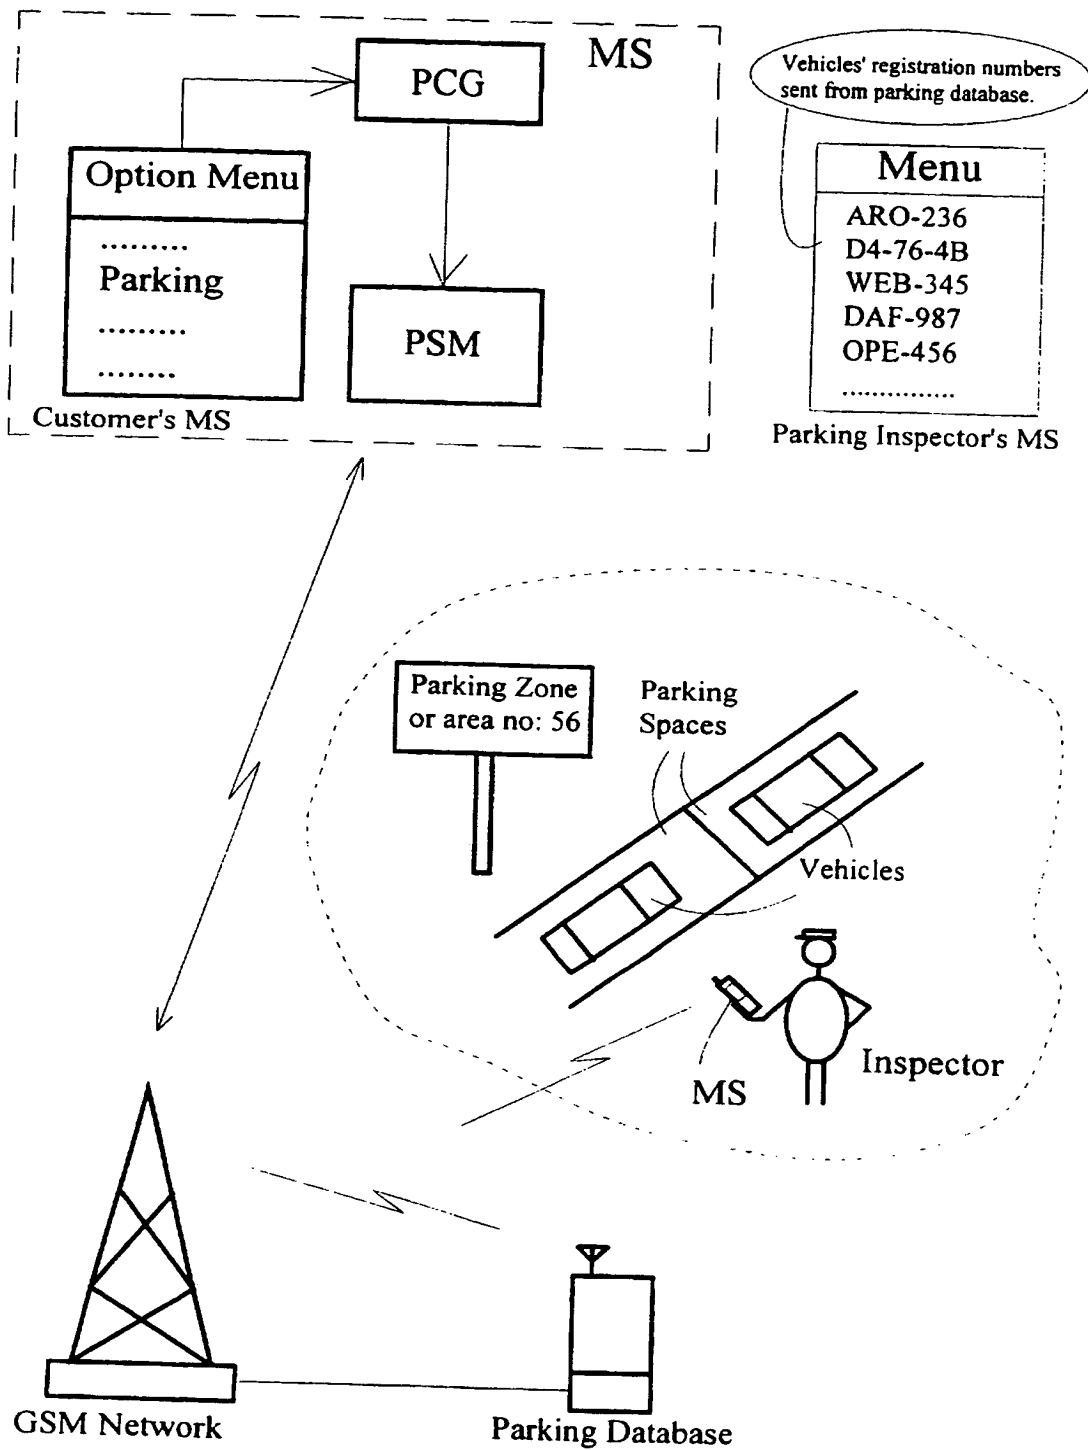 MS
PCG
Option Menu
.........
Parking
.........
........
PSM
Customer's MS
Vehicles' registration numbers
sent from parking database.
Menu
ARO-236
D4-76-4B
WEB-345
DAF-987
OPE-456
...............
Parking Inspector's MS
Parking Zone
or area no: 56
Parking
Spaces
Vehicles
MS
Inspector
GSM Network
Parking Database